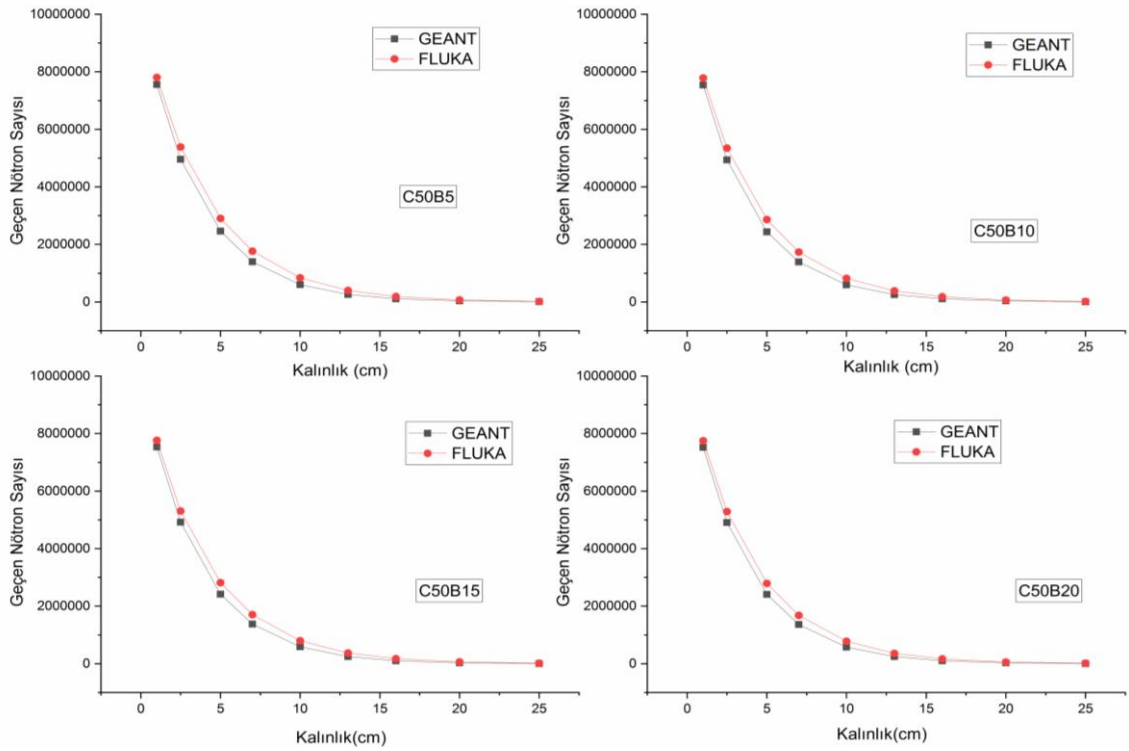 10000000
8000000
6000000
4000000
2000000
0
Geçen Nötron Sayısı
GEANT
FLUKA
C50B5
0 5 10 15 20 25
Kalınlık (cm)
10000000
8000000
6000000
4000000
2000000
0
Geçen Nötron Sayısı
GEANT
FLUKA
C50B10
0 5 10 15 20 25
Kalınlık (cm)
10000000
8000000
6000000
4000000
2000000
0
Geçen Nötron Sayısı
GEANT
FLUKA
C50B15
0 5 10 15 20 25
Kalınlık(cm)
10000000
8000000
6000000
4000000
2000000
0
Geçen Nötron Sayısı
GEANT
FLUKA
C50B20
0 5 10 15 20 25
Kalınlık(cm)